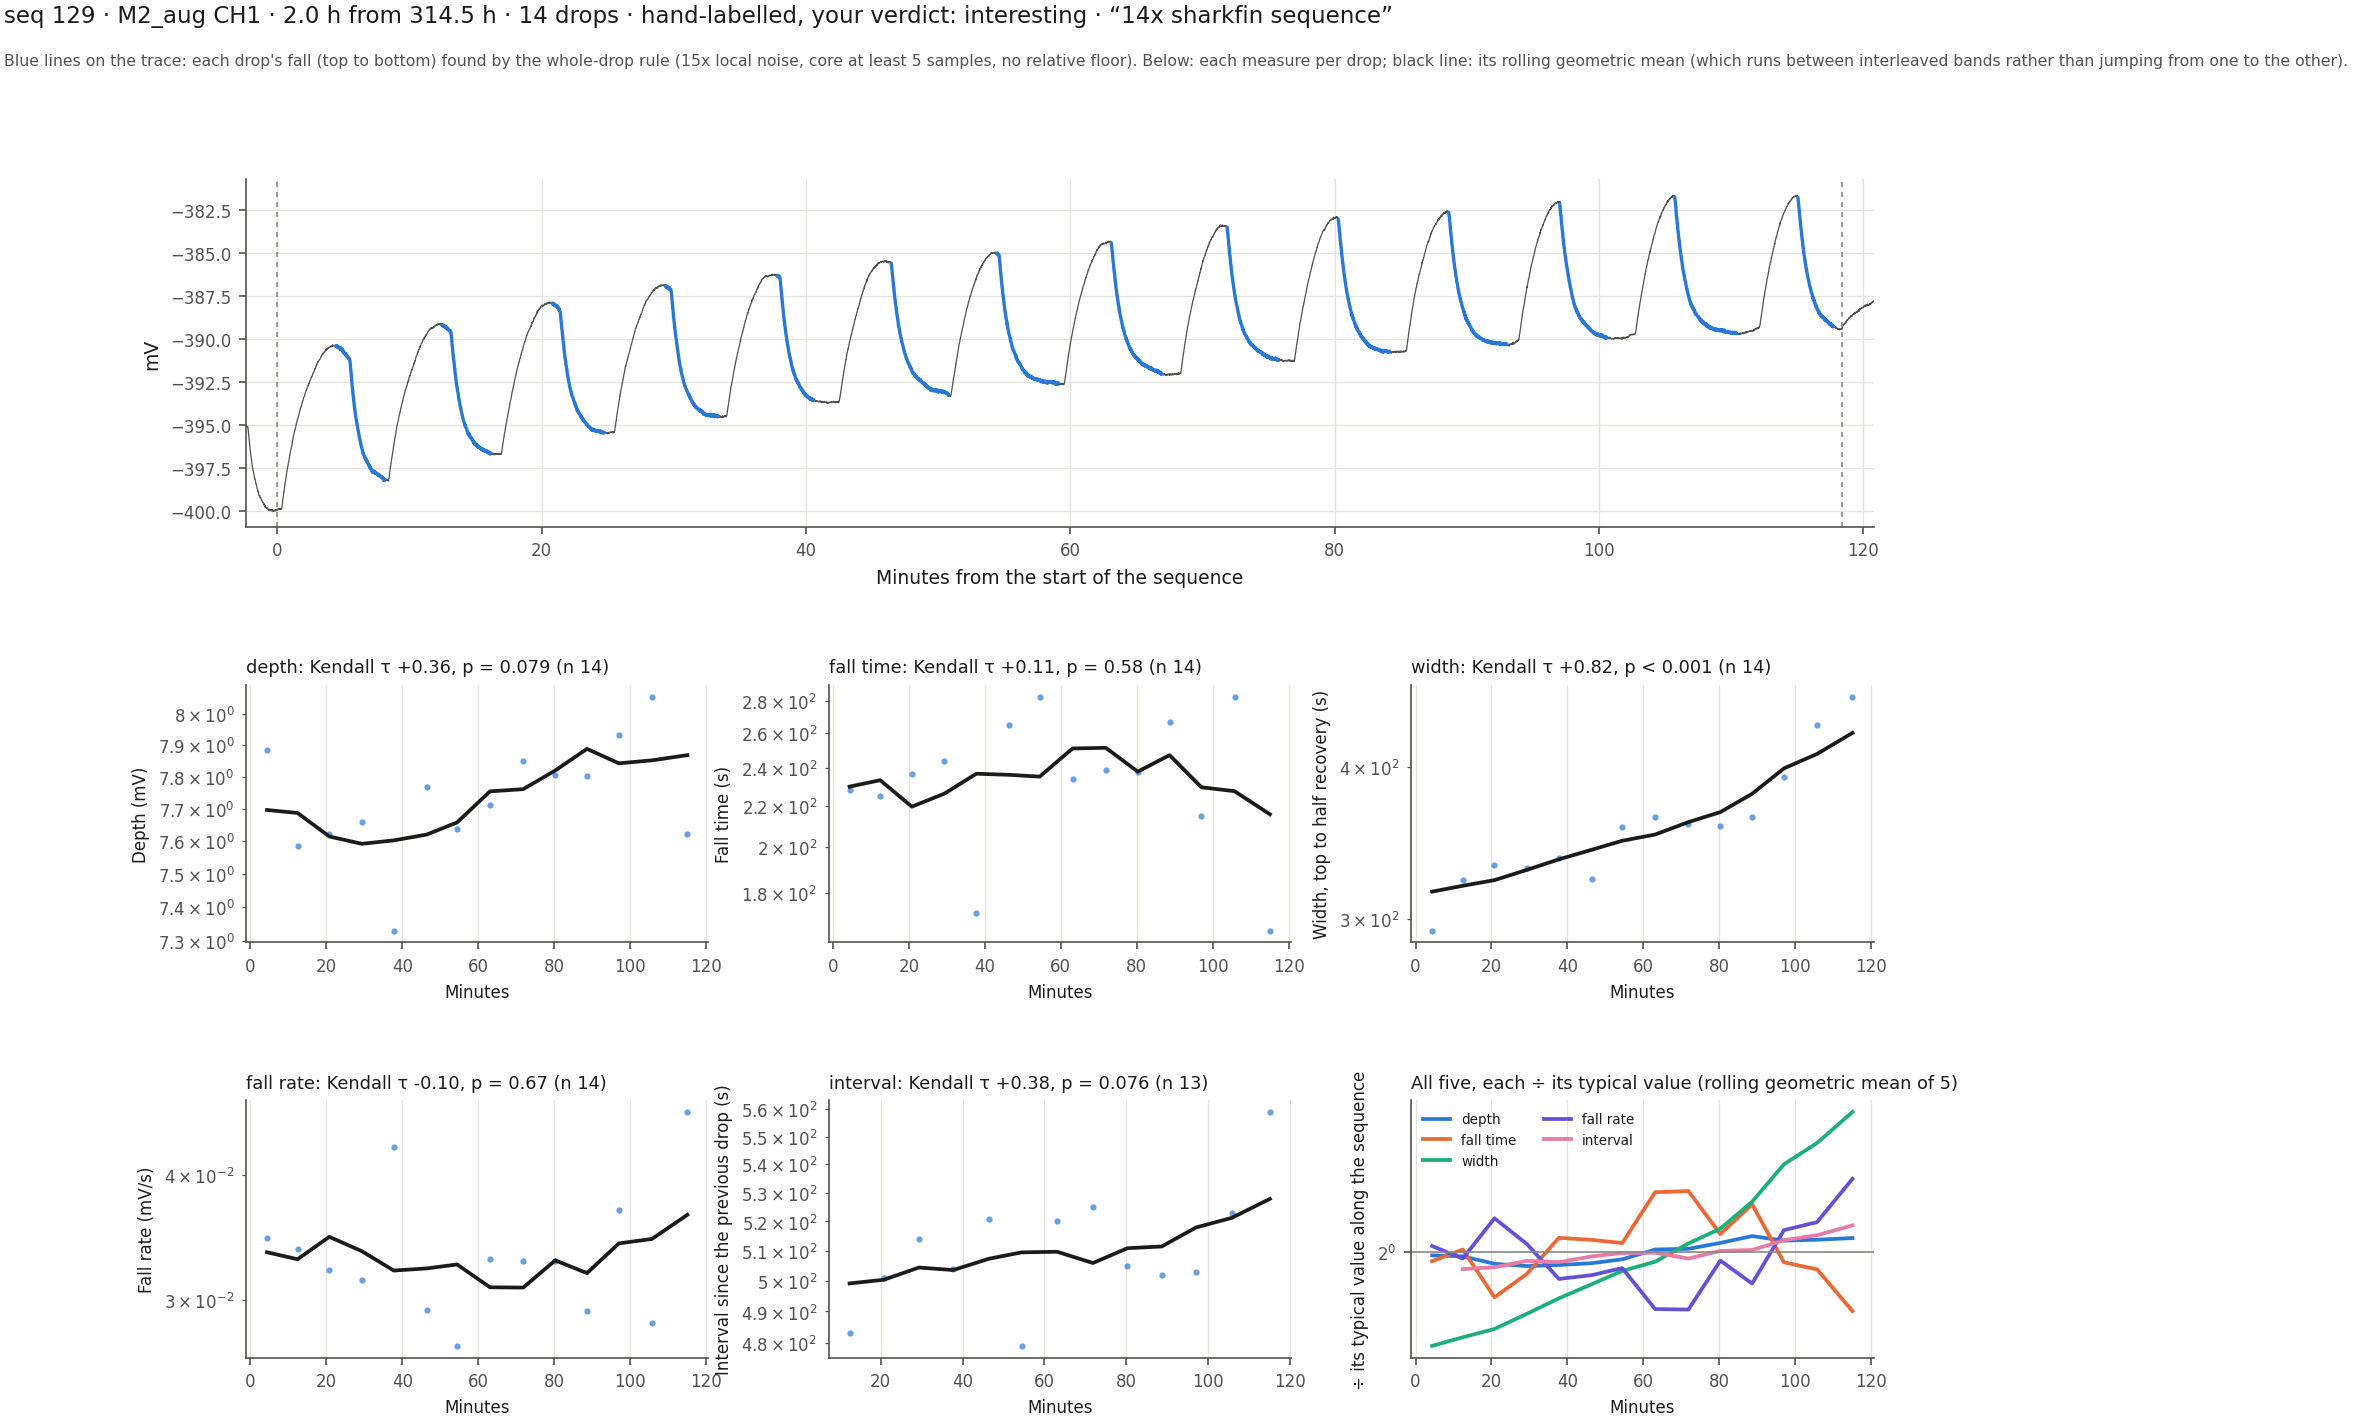 seq 129 · M2_aug CH1 · 2.0 h from 314.5 h · 14 drops · hand-labelled, your verdict: interesting · “14x sharkfin sequence”
Blue lines on the trace: each drop's fall (top to bottom) found by the whole-drop rule (15x local noise, core at least 5 samples, no relative floor). Below: each measure per drop; black line: its rolling geometric mean (which runs between interleaved bands rather than jumping from one to the other).
mV
−382.5
−385.0
−387.5
−390.0
−392.5
−395.0
−397.5
−400.0
0 20 40 60 80 100 120
Minutes from the start of the sequence
depth: Kendall τ +0.36, p = 0.079 (n 14)
Depth (mV)
8 × 10⁰
7.9 × 10⁰
7.8 × 10⁰
7.7 × 10⁰
7.6 × 10⁰
7.5 × 10⁰
7.4 × 10⁰
7.3 × 10⁰
0 20 40 60 80 100 120
Minutes
fall time: Kendall τ +0.11, p = 0.58 (n 14)
Fall time (s)
2.8 × 10²
2.6 × 10²
2.4 × 10²
2.2 × 10²
2 × 10²
1.8 × 10²
0 20 40 60 80 100 120
Minutes
width: Kendall τ +0.82, p < 0.001 (n 14)
Width, top to half recovery (s)
4 × 10²
3 × 10²
0 20 40 60 80 100 120
Minutes
fall rate: Kendall τ -0.10, p = 0.67 (n 14)
Fall rate (mV/s)
4 × 10⁻²
3 × 10⁻²
0 20 40 60 80 100 120
Minutes
interval: Kendall τ +0.38, p = 0.076 (n 13)
Interval since the previous drop (s)
5.6 × 10²
5.5 × 10²
5.4 × 10²
5.3 × 10²
5.2 × 10²
5.1 × 10²
5 × 10²
4.9 × 10²
4.8 × 10²
20 40 60 80 100 120
Minutes
All five, each ÷ its typical value (rolling geometric mean of 5)
÷ its typical value along the sequence
depth
fall time
width
fall rate
interval
2⁰
0 20 40 60 80 100 120
Minutes